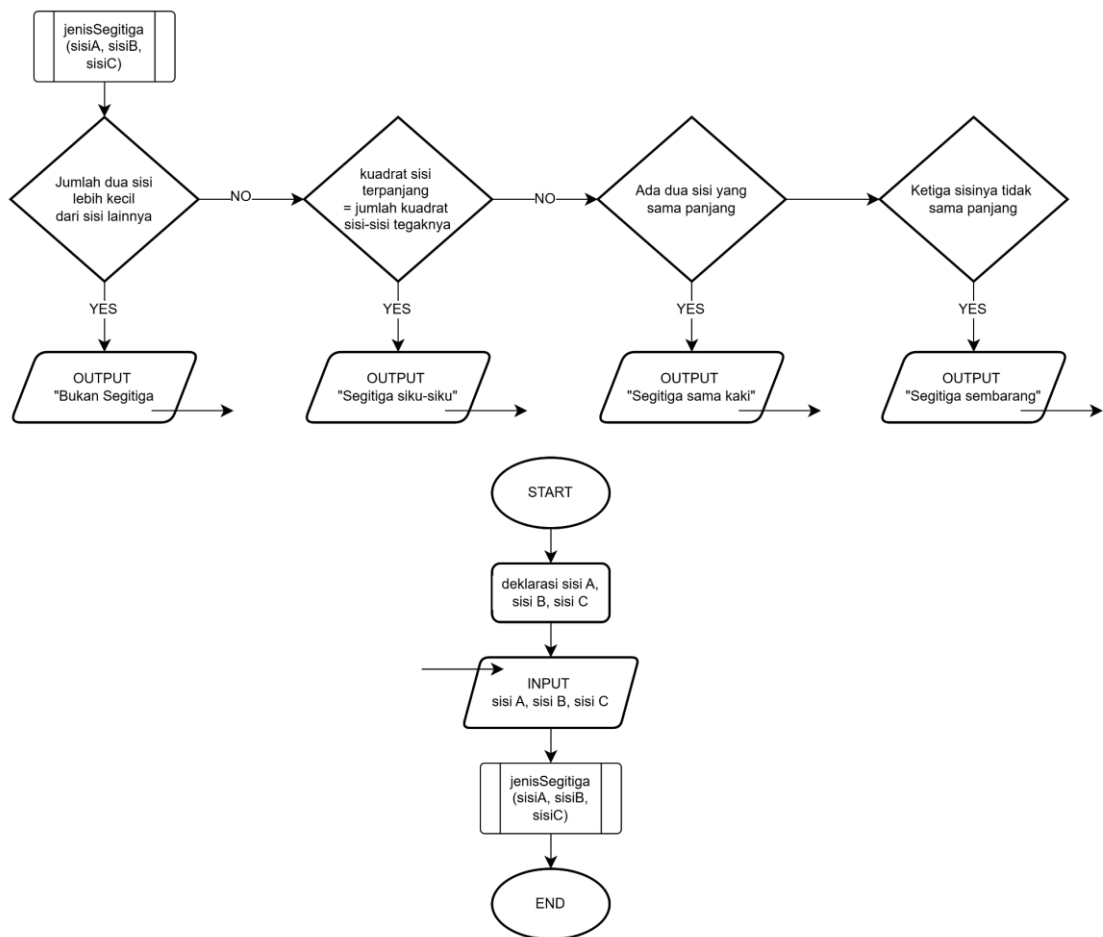 jenisSegitiga
(sisiA, sisiB,
sisiC)
Jumlah dua sisi
lebih kecil
dari sisi lainnya
NO
kuadrat sisi
terpanjang
= jumlah kuadrat
sisi-sisi tegaknya
NO
Ada dua sisi yang
sama panjang
Ketiga sisinya tidak
sama panjang
YES
YES
YES
YES
OUTPUT
"Bukan Segitiga
OUTPUT
"Segitiga siku-siku"
OUTPUT
"Segitiga sama kaki"
OUTPUT
"Segitiga sembarang"
START
deklarasi sisi A,
sisi B, sisi C
INPUT
sisi A, sisi B, sisi C
jenisSegitiga
(sisiA, sisiB,
sisiC)
END